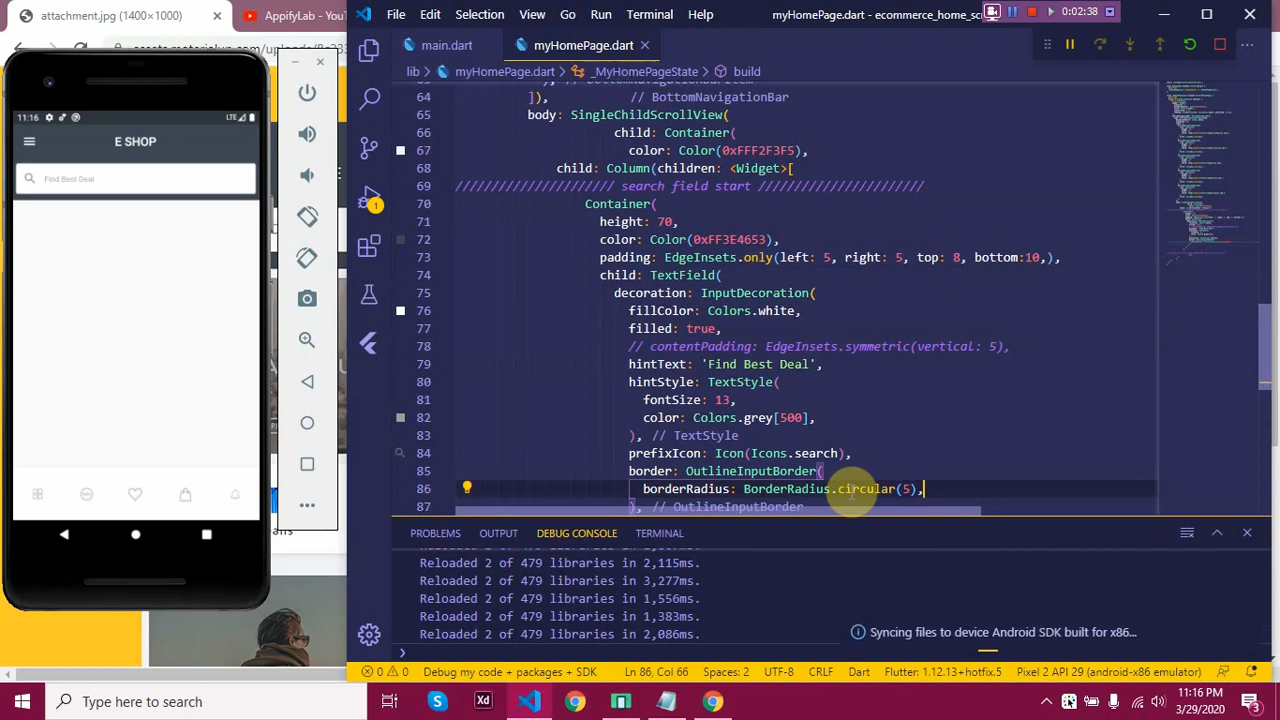 attachment.jpg (1400×1000)
AppifyLab - YouT
File Edit Selection View Go Run Terminal Help
myHomePage.dart - ecommerce_home_sc
00:02:38
main.dart
myHomePage.dart
lib > myHomePage.dart > _MyHomePageState > build
11:16
LTE
E SHOP
Find Best Deal
64 ]), // BottomNavigationBar
65 body: SingleChildScrollView(
66 child: Container(
67 color: Color(0xFFF2F3F5),
68 child: Column(children: <Widget>[
69 ////////////////////// search field start ///////////////////////
70 Container(
71 height: 70,
72 color: Color(0xFF3E4653),
73 padding: EdgeInsets.only(left: 5, right: 5, top: 8, bottom:10,),
74 child: TextField(
75 decoration: InputDecoration(
76 fillColor: Colors.white,
77 filled: true,
78 // contentPadding: EdgeInsets.symmetric(vertical: 5),
79 hintText: 'Find Best Deal',
80 hintStyle: TextStyle(
81 fontSize: 13,
82 color: Colors.grey[500],
83 ), // TextStyle
84 prefixIcon: Icon(Icons.search),
85 border: OutlineInputBorder(
86 borderRadius: BorderRadius.circular(5),
87 ), // OutlineInputBorder
1
PROBLEMS OUTPUT DEBUG CONSOLE TERMINAL
Reloaded 2 of 479 libraries in 2,115ms.
Reloaded 2 of 479 libraries in 3,277ms.
Reloaded 2 of 479 libraries in 1,556ms.
Reloaded 2 of 479 libraries in 1,383ms.
Reloaded 2 of 479 libraries in 2,086ms.
Syncing files to device Android SDK built for x86...
0 0 Debug my code + packages + SDK Ln 86, Col 66 Spaces: 2 UTF-8 CRLF Dart Flutter: 1.12.13+hotfix.5 Pixel 2 API 29 (android-x86 emulator)
Type here to search
Xd
11:16 PM
3/29/2020
3